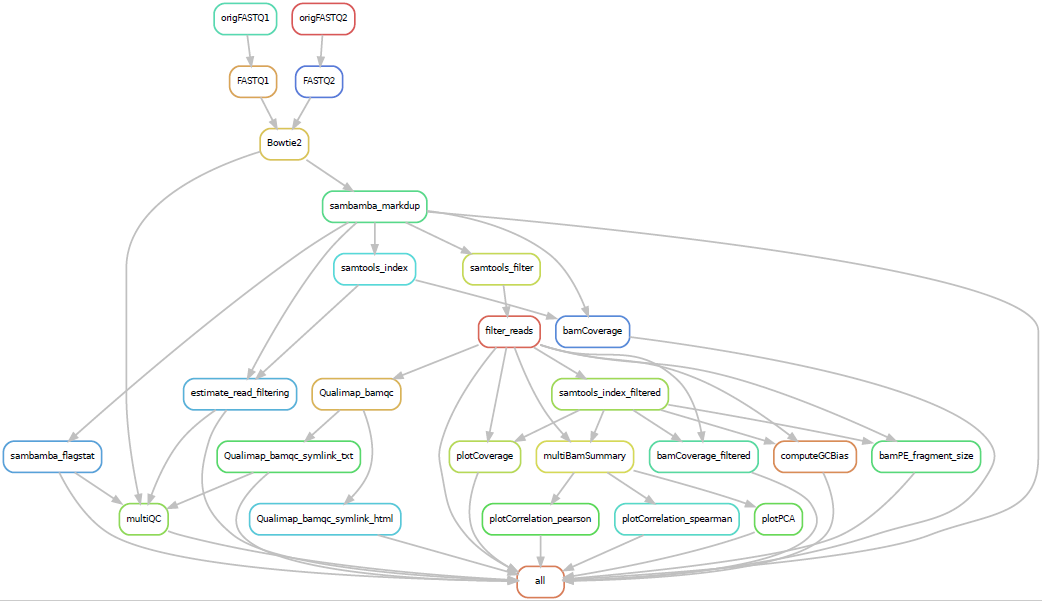 origFASTQ1
origFASTQ2
FASTQ1
FASTQ2
Bowtie2
sambamba_markdup
samtools_index
samtools_filter
filter_reads
bamCoverage
estimate_read_filtering
Qualimap_bamqc
samtools_index_filtered
sambamba_flagstat
Qualimap_bamqc_symlink_txt
plotCoverage
multiBamSummary
bamCoverage_filtered
computeGCBias
bamPE_fragment_size
multiQC
Qualimap_bamqc_symlink_html
plotCorrelation_pearson
plotCorrelation_spearman
plotPCA
all